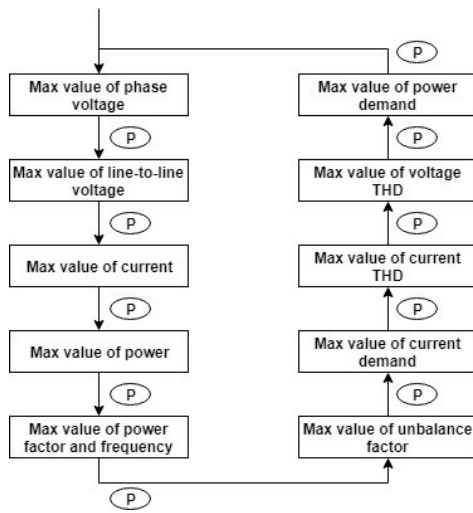 P
Max value of phase
voltage
Max value of power
demand
P
P
Max value of line-to-line
voltage
Max value of voltage
THD
P
P
Max value of current
Max value of current
THD
P
P
Max value of power
Max value of current
demand
P
P
Max value of power
factor and frequency
Max value of unbalance
factor
P